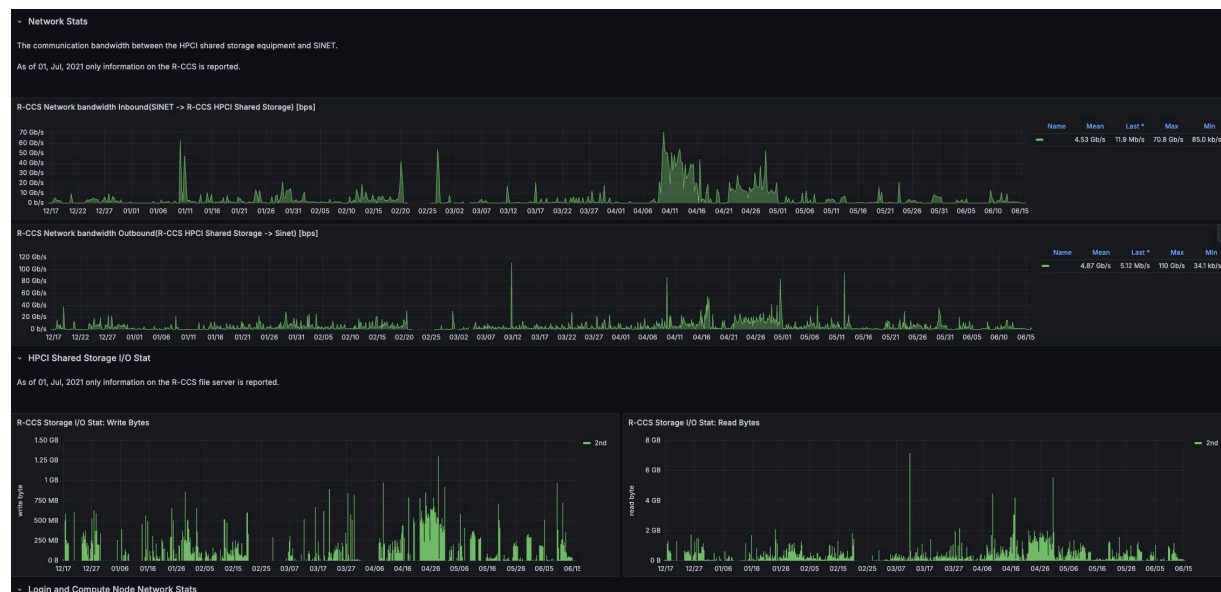 Network Stats
The communication bandwidth between the HPCI shared storage equipment and SINET.
As of 01, Jul, 2021 only information on the R-CCS is reported.
R-CCS Network bandwidth Inbound(SINET -> R-CCS HPCI Shared Storage) [bps]
Name Mean Last * Max Min
4.53 Gb/s 11.9 Mb/s 70.8 Gb/s 85.0 kb/s
70 Gb/s
60 Gb/s
50 Gb/s
40 Gb/s
30 Gb/s
20 Gb/s
10 Gb/s
0 b/s
12/17 12/22 12/27 01/01 01/06 01/11 01/16 01/21 01/26 01/31 02/05 02/10 02/15 02/20 02/25 03/02 03/07 03/12 03/17 03/22 03/27 04/01 04/06 04/11 04/16 04/21 04/26 05/01 05/06 05/11 05/16 05/21 05/26 05/31 06/05 06/10 06/15
R-CCS Network bandwidth Outbound(R-CCS HPCI Shared Storage -> Sinet) [bps]
Name Mean Last * Max Min
4.87 Gb/s 5.12 Mb/s 110 Gb/s 34.1 kb/s
120 Gb/s
100 Gb/s
80 Gb/s
60 Gb/s
40 Gb/s
20 Gb/s
0 b/s
12/17 12/22 12/27 01/01 01/06 01/11 01/16 01/21 01/26 01/31 02/05 02/10 02/15 02/20 02/25 03/02 03/07 03/12 03/17 03/22 03/27 04/01 04/06 04/11 04/16 04/21 04/26 05/01 05/06 05/11 05/16 05/21 05/26 05/31 06/05 06/10 06/15
HPCI Shared Storage I/O Stat
As of 01, Jul, 2021 only information on the R-CCS file server is reported.
R-CCS Storage I/O Stat: Write Bytes
2nd
write byte
1.50 GB
1.25 GB
1 GB
750 MB
500 MB
250 MB
0 B
12/17 12/27 01/06 01/16 01/26 02/05 02/15 02/25 03/07 03/17 03/27 04/06 04/16 04/26 05/06 05/16 05/26 06/05 06/15
R-CCS Storage I/O Stat: Read Bytes
2nd
read byte
8 GB
6 GB
4 GB
2 GB
0 B
12/17 12/27 01/06 01/16 01/26 02/05 02/15 02/25 03/07 03/17 03/27 04/06 04/16 04/26 05/06 05/16 05/26 06/05 06/15
Login and Compute Node Network Stats